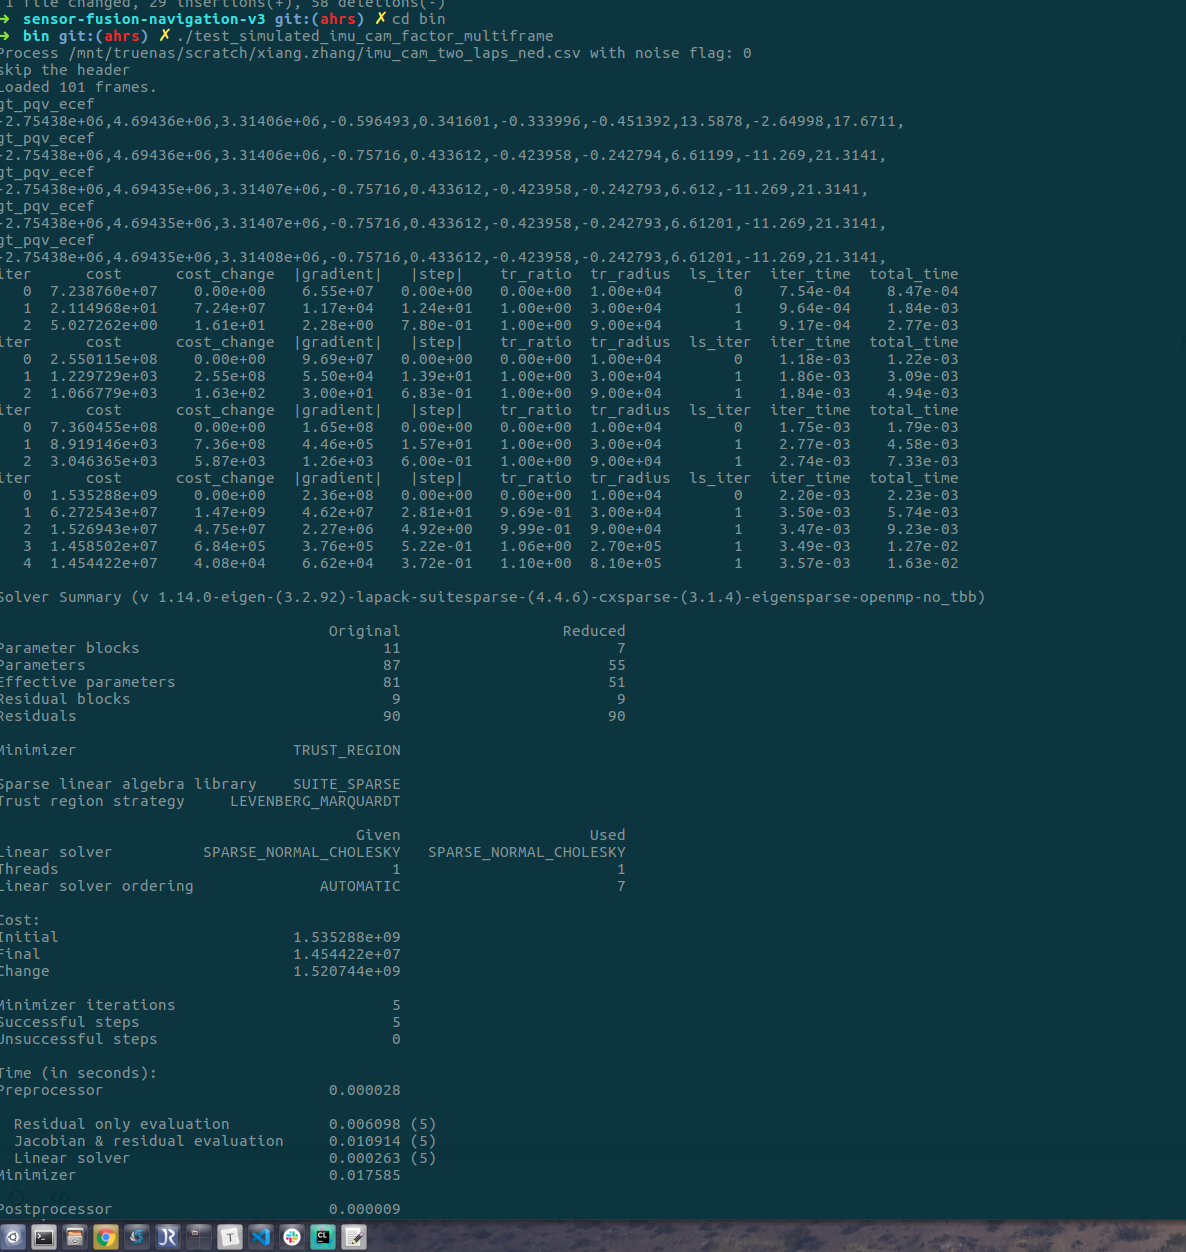 1 file changed, 29 insertions(+), 58 deletions(-)
➜  sensor-fusion-navigation-v3 git:(ahrs) ✗ cd bin
➜  bin git:(ahrs) ✗ ./test_simulated_imu_cam_factor_multiframe
Process /mnt/truenas/scratch/xiang.zhang/imu_cam_two_laps_ned.csv with noise flag: 0
skip the header
Loaded 101 frames.
gt_pqv_ecef
-2.75438e+06,4.69436e+06,3.31406e+06,-0.596493,0.341601,-0.333996,-0.451392,13.5878,-2.64998,17.6711,
gt_pqv_ecef
-2.75438e+06,4.69436e+06,3.31406e+06,-0.75716,0.433612,-0.423958,-0.242794,6.61199,-11.269,21.3141,
gt_pqv_ecef
-2.75438e+06,4.69435e+06,3.31407e+06,-0.75716,0.433612,-0.423958,-0.242793,6.612,-11.269,21.3141,
gt_pqv_ecef
-2.75438e+06,4.69435e+06,3.31407e+06,-0.75716,0.433612,-0.423958,-0.242793,6.61201,-11.269,21.3141,
gt_pqv_ecef
-2.75438e+06,4.69435e+06,3.31408e+06,-0.75716,0.433612,-0.423958,-0.242793,6.61201,-11.269,21.3141,
iter      cost      cost_change  |gradient|   |step|    tr_ratio  tr_radius  ls_iter  iter_time  total_time
   0  7.238760e+07    0.00e+00    6.55e+07   0.00e+00   0.00e+00  1.00e+04        0    7.54e-04    8.47e-04
   1  2.114968e+01    7.24e+07    1.17e+04   1.24e+01   1.00e+00  3.00e+04        1    9.64e-04    1.84e-03
   2  5.027262e+00    1.61e+01    2.28e+00   7.80e-01   1.00e+00  9.00e+04        1    9.17e-04    2.77e-03
iter      cost      cost_change  |gradient|   |step|    tr_ratio  tr_radius  ls_iter  iter_time  total_time
   0  2.550115e+08    0.00e+00    9.69e+07   0.00e+00   0.00e+00  1.00e+04        0    1.18e-03    1.22e-03
   1  1.229729e+03    2.55e+08    5.50e+04   1.39e+01   1.00e+00  3.00e+04        1    1.86e-03    3.09e-03
   2  1.066779e+03    1.63e+02    3.00e+01   6.83e-01   1.00e+00  9.00e+04        1    1.84e-03    4.94e-03
iter      cost      cost_change  |gradient|   |step|    tr_ratio  tr_radius  ls_iter  iter_time  total_time
   0  7.360455e+08    0.00e+00    1.65e+08   0.00e+00   0.00e+00  1.00e+04        0    1.75e-03    1.79e-03
   1  8.919146e+03    7.36e+08    4.46e+05   1.57e+01   1.00e+00  3.00e+04        1    2.77e-03    4.58e-03
   2  3.046365e+03    5.87e+03    1.26e+03   6.00e-01   1.00e+00  9.00e+04        1    2.74e-03    7.33e-03
iter      cost      cost_change  |gradient|   |step|    tr_ratio  tr_radius  ls_iter  iter_time  total_time
   0  1.535288e+09    0.00e+00    2.36e+08   0.00e+00   0.00e+00  1.00e+04        0    2.20e-03    2.23e-03
   1  6.272543e+07    1.47e+09    4.62e+07   2.81e+01   9.69e-01  3.00e+04        1    3.50e-03    5.74e-03
   2  1.526943e+07    4.75e+07    2.27e+06   4.92e+00   9.99e-01  9.00e+04        1    3.47e-03    9.23e-03
   3  1.458502e+07    6.84e+05    3.76e+05   5.22e-01   1.06e+00  2.70e+05        1    3.49e-03    1.27e-02
   4  1.454422e+07    4.08e+04    6.62e+04   3.72e-01   1.10e+00  8.10e+05        1    3.57e-03    1.63e-02
Solver Summary (v 1.14.0-eigen-(3.2.92)-lapack-suitesparse-(4.4.6)-cxsparse-(3.1.4)-eigensparse-openmp-no_tbb)
Original                  Reduced
Parameter blocks                           11                        7
Parameters                                 87                       55
Effective parameters                       81                       51
Residual blocks                             9                        9
Residuals                                  90                       90
Minimizer                        TRUST_REGION
Sparse linear algebra library    SUITE_SPARSE
Trust region strategy     LEVENBERG_MARQUARDT
Given                     Used
Linear solver          SPARSE_NORMAL_CHOLESKY   SPARSE_NORMAL_CHOLESKY
Threads                                     1                        1
Linear solver ordering              AUTOMATIC                        7
Cost:
Initial                          1.535288e+09
Final                            1.454422e+07
Change                           1.520744e+09
Minimizer iterations                        5
Successful steps                            5
Unsuccessful steps                          0
Time (in seconds):
Preprocessor                         0.000028
Residual only evaluation           0.006098 (5)
Jacobian & residual evaluation     0.010914 (5)
Linear solver                      0.000263 (5)
Minimizer                            0.017585
Postprocessor                        0.000009